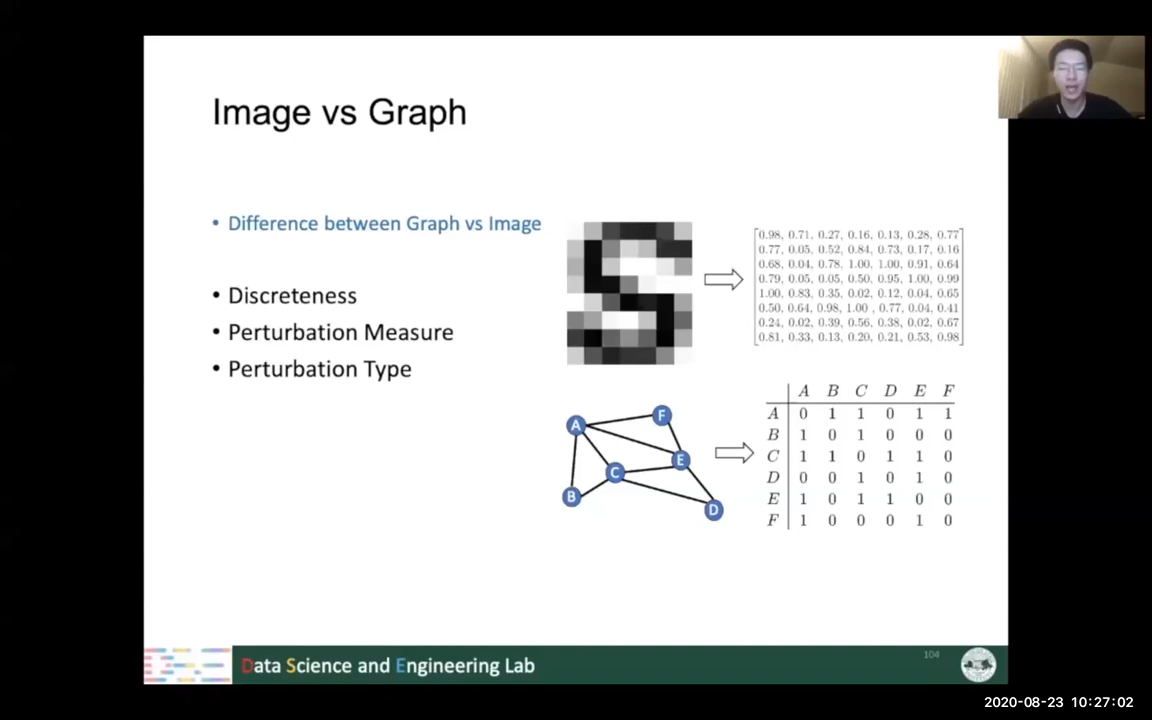 Image vs Graph
• Difference between Graph vs Image
• Discreteness
• Perturbation Measure
• Perturbation Type
0.98, 0.71, 0.27, 0.16, 0.13, 0.28, 0.77
0.77, 0.05, 0.52, 0.84, 0.73, 0.17, 0.16
0.68, 0.04, 0.78, 1.00, 1.00, 0.91, 0.64
0.79, 0.05, 0.05, 0.50, 0.95, 1.00, 0.99
1.00, 0.83, 0.35, 0.02, 0.12, 0.04, 0.65
0.50, 0.64, 0.98, 1.00 , 0.77, 0.04, 0.41
0.24, 0.02, 0.39, 0.56, 0.38, 0.02, 0.67
0.81, 0.33, 0.13, 0.20, 0.21, 0.53, 0.98
A
F
E
C
B
D
A B C D E F
A 0 1 1 0 1 1
B 1 0 1 0 0 0
C 1 1 0 1 1 0
D 0 0 1 0 1 0
E 1 0 1 1 0 0
F 1 0 0 0 1 0
Data Science and Engineering Lab
104
2020-08-23 10:27:02